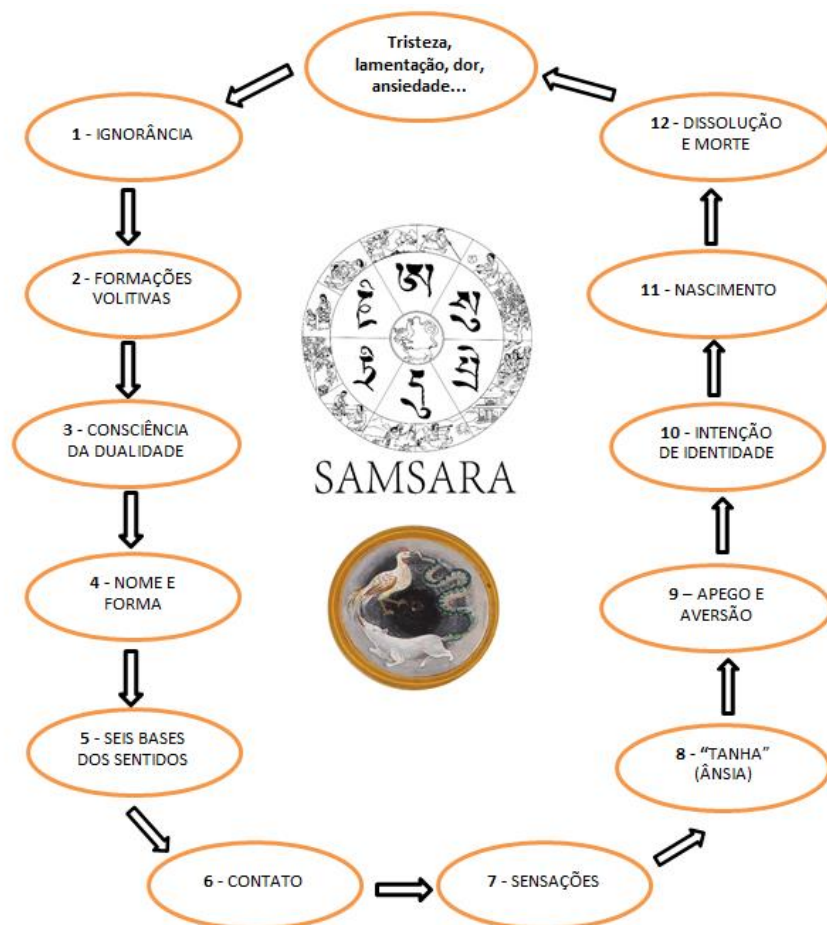 Tristeza,
lamentação, dor,
ansiedade...
1 - IGNORÂNCIA
2 - FORMAÇÕES
VOLITIVAS
3 - CONSCIÊNCIA
DA DUALIDADE
4 - NOME E
FORMA
5 - SEIS BASES
DOS SENTIDOS
6 - CONTATO
7 - SENSAÇÕES
8 - “TANHA”
(ÂNSIA)
9 – APEGO E
AVERSÃO
10 - INTENÇÃO
DE IDENTIDADE
11 - NASCIMENTO
12 - DISSOLUÇÃO
E MORTE
SAMSARA